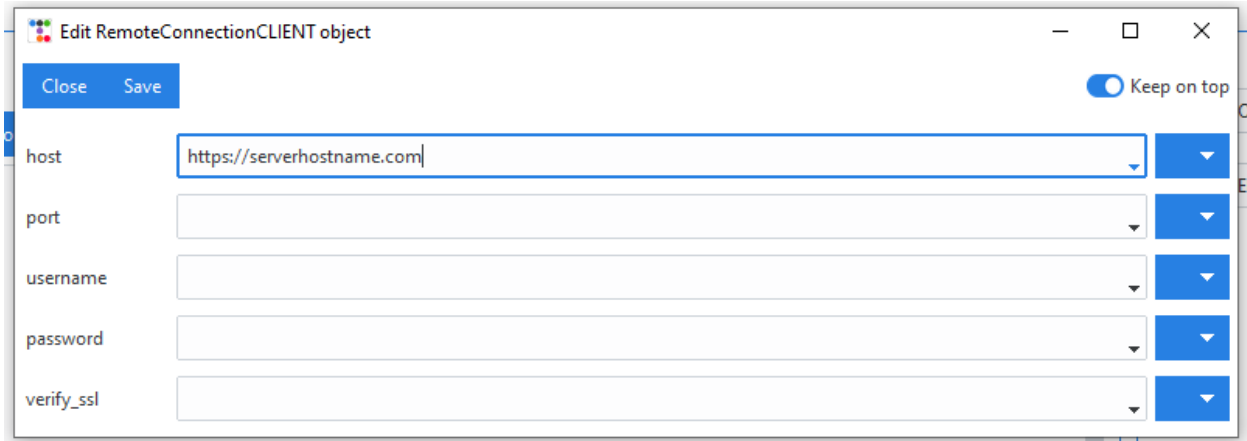 Edit RemoteConnectionCLIENT object
Close Save Keep on top
host https://serverhostname.com
port
username
password
verify_ssl